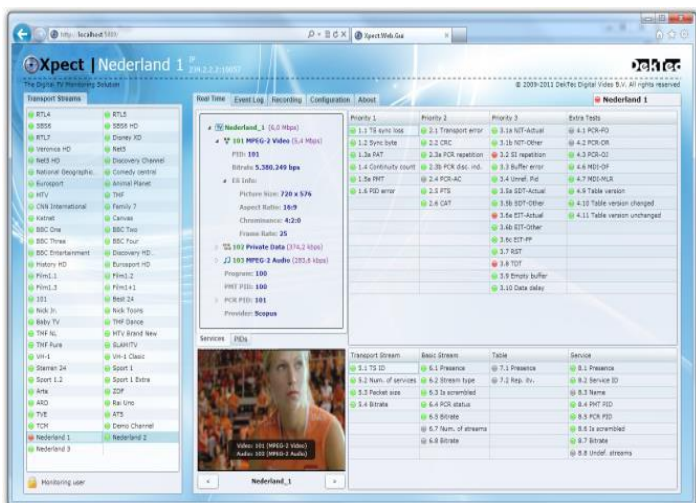 http://localhost
Xpect.Web.Gui
Xpect | Nederland 1
IP
The Digital TV Monitoring Solution
DekTec
© 2009-2011 DekTec Digital Video B.V. All rights reserved
Transport Streams
RTL4 RTL5
SBS6 SBS6 HD
RTL7 Disney XD
Veronica HD Net5
Net5 HD Discovery Channel
National Geographic Comedy central
Eurosport Animal Planet
MTV TMF
CNN International Family 7
Ketnet Canvas
BBC One BBC Two
BBC Three BBC Four
BBC Entertainment Discovery HD
History HD Eurosport HD
Film1.1 Film1.2
Film1.3 Film1+1
101 Best 24
Nick Jr. Nick Toons
Baby TV TMF Dance
TMF NL MTV Brand New
TMF Pure SLAM!TV
VH-1 VH-1 Classic
Sterren 24 Sport 1
Sport 1.2 Sport 1 Extra
Arte ZDF
ARD Rai Uno
TVE AT5
TCM Demo Channel
Nederland 1 Nederland 2
Nederland 3
Monitoring user
Real Time Event Log Recording Configuration About
Nederland 1
Nederland_1 (6,0 Mbps)
101 MPEG-2 Video (5,4 Mbps)
PID: 101
Bitrate 5.380.249 bps
ES Info:
Picture Size: 720 x 576
Aspect Ratio: 16:9
Chrominance: 4:2:0
Frame Rate: 25
102 Private Data (374,2 kbps)
103 MPEG-2 Audio (283,6 kbps)
Program: 100
PMT PID: 100
PCR PID: 101
Provider: Scopus
Services PIDs
Video: 101 (MPEG-2 Video)
Audio: 103 (MPEG-2 Audio)
< Nederland_1 >
Priority 1 Priority 2 Priority 3 Extra Tests
1.1 TS sync loss 2.1 Transport error 3.1a NIT-Actual 4.1 PCR-FO
1.2 Sync byte 2.2 CRC 3.1b NIT-Other 4.2 PCR-DR
1.3a PAT 2.3a PCR repetition 3.2 SI repetition 4.3 PCR-OJ
1.4 Continuity count 2.3b PCR disc. ind. 3.3 Buffer error 4.6 MDI-DF
1.5a PMT 2.4 PCR-AC 3.4 Unref. Pid 4.7 MDI-MLR
1.6 PID error 2.5 PTS 3.5a SDT-Actual 4.9 Table version
2.6 CAT 3.5b SDT-Other 4.10 Table version changed
3.6a EIT-Actual 4.11 Table version unchanged
3.6b EIT-Other
3.6c EIT-PF
3.7 RST
3.8 TDT
3.9 Empty buffer
3.10 Data delay
Transport Stream Basic Stream Table Service
5.1 TS ID 6.1 Presence 7.1 Presence 8.1 Presence
5.2 Num. of services 6.2 Stream type 7.2 Rep. itv. 8.2 Service ID
5.3 Packet size 6.3 Is scrambled 8.3 Name
5.4 Bitrate 6.4 PCR status 8.4 PMT PID
6.5 Bitrate 8.5 PCR PID
6.7 Num. of streams 8.6 Is scrambled
6.8 Bitrate 8.7 Bitrate
8.8 Undef. streams